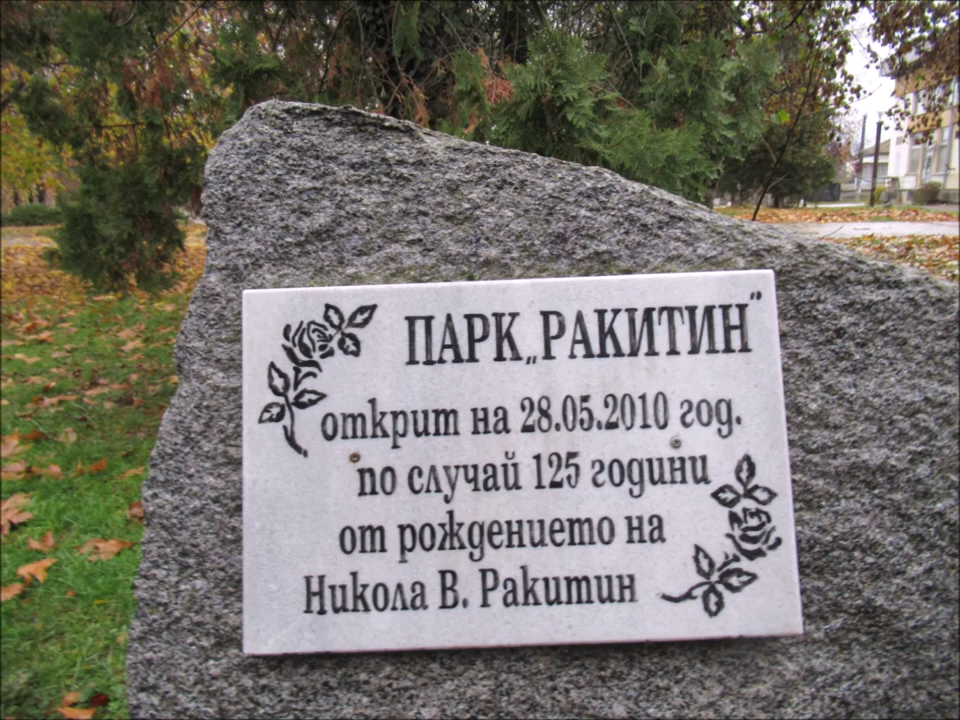 ПАРК „РАКИТИН"
открит на 28.05.2010 год.
по случай 125 години
от рождението на
Никола В. Ракитин